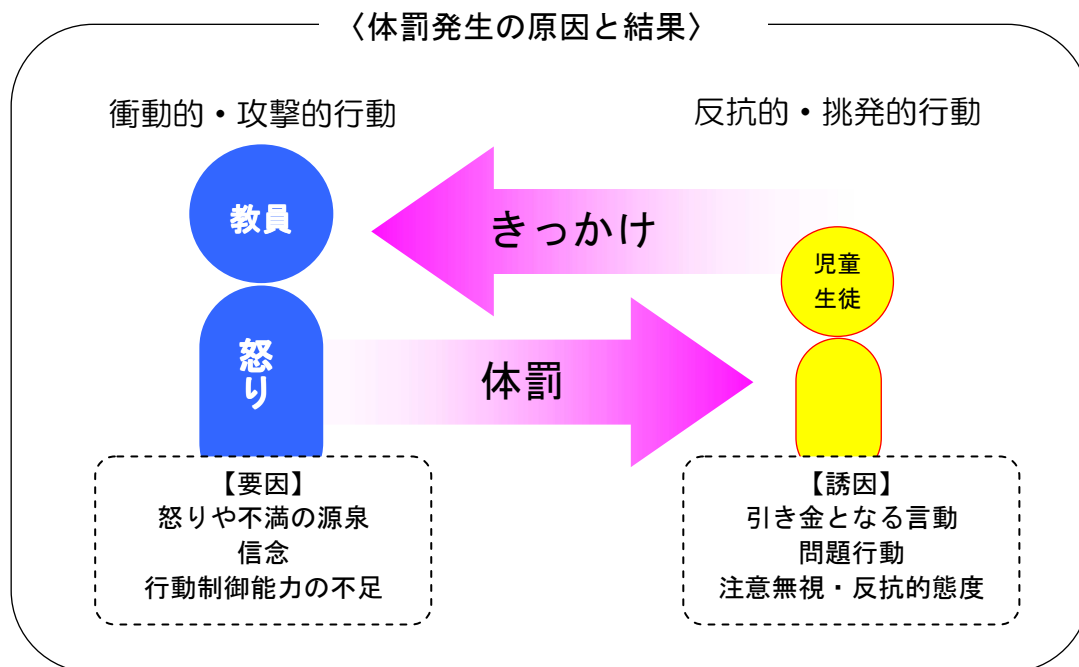 〈体罰発生の原因と結果〉
衝動的・攻撃的行動
反抗的・挑発的行動
教員
きっかけ
児童
生徒
怒り
体罰
【要因】
怒りや不満の源泉
信念
行動制御能力の不足
【誘因】
引き金となる言動
問題行動
注意無視・反抗的態度